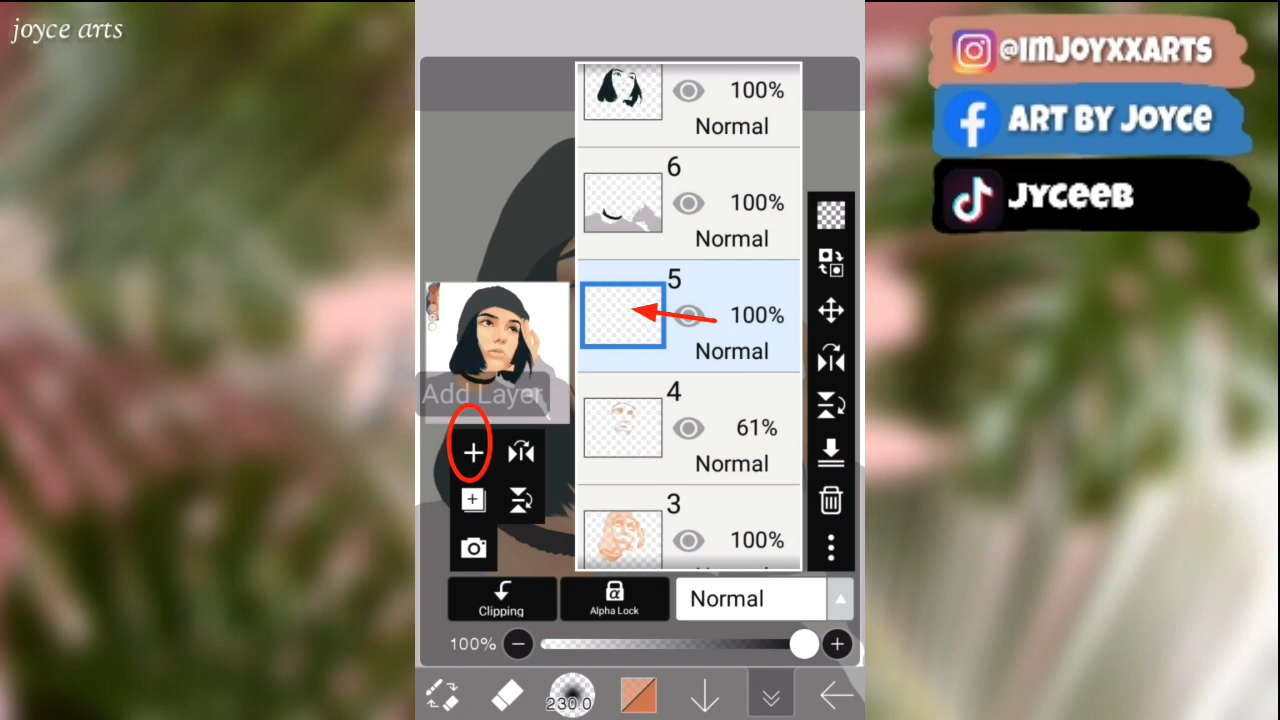 joyce arts
@IMJOYXXARTS
ART BY JOYCE
JYCEEB
100%
Normal
6
100%
Normal
5
100%
Normal
4
61%
Normal
3
100%
Add Layer
Clipping
α
Alpha Lock
Normal
100%
230.0